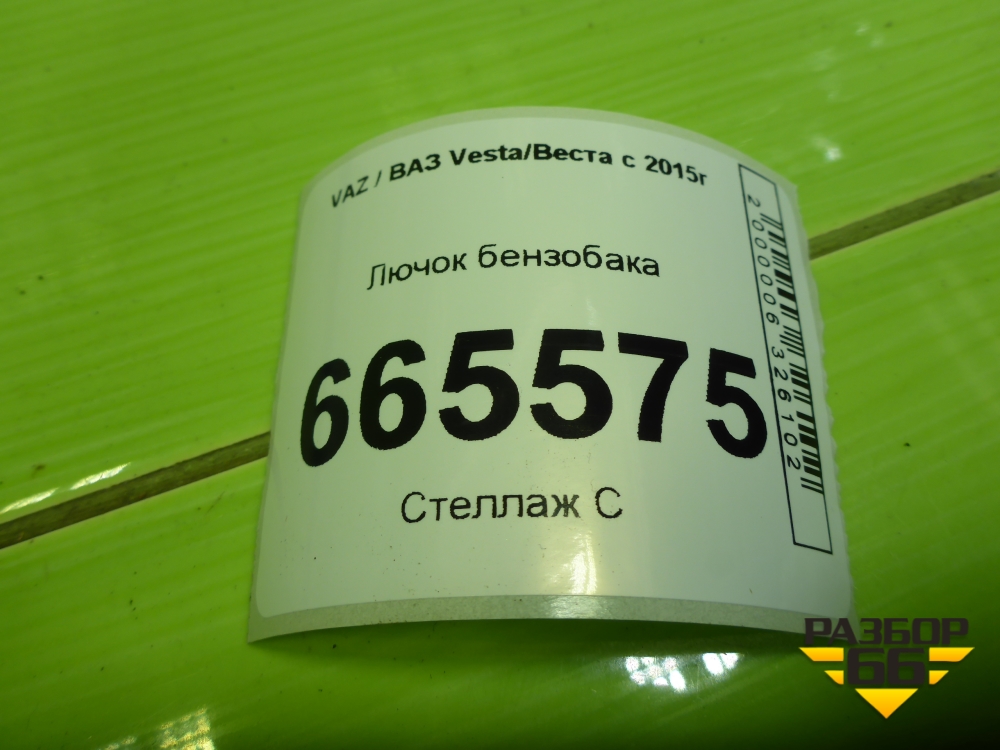 VAZ / ВАЗ Vesta/Веста с 2015г
Лючок бензобака
665575
Стеллаж С
2000006326102
РАЗБОР
66